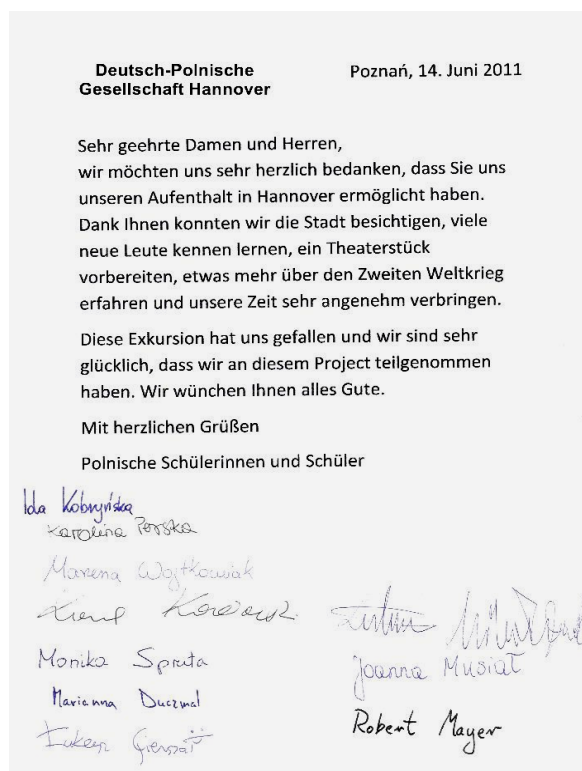 Deutsch-Polnische
Gesellschaft Hannover
Poznań, 14. Juni 2011
Sehr geehrte Damen und Herren,
wir möchten uns sehr herzlich bedanken, dass Sie uns
unseren Aufenthalt in Hannover ermöglicht haben.
Dank Ihnen konnten wir die Stadt besichtigen, viele
neue Leute kennen lernen, ein Theaterstück
vorbereiten, etwas mehr über den Zweiten Weltkrieg
erfahren und unsere Zeit sehr angenehm verbringen.
Diese Exkursion hat uns gefallen und wir sind sehr
glücklich, dass wir an diesem Project teilgenommen
haben. Wir wünchen Ihnen alles Gute.
Mit herzlichen Grüßen
Polnische Schülerinnen und Schüler
Ida Kobryńska
Karolina
Marena Wojtkowiak
Monika Spruta
Joanna Musiał
Marianna Duczmal
Robert Mayer